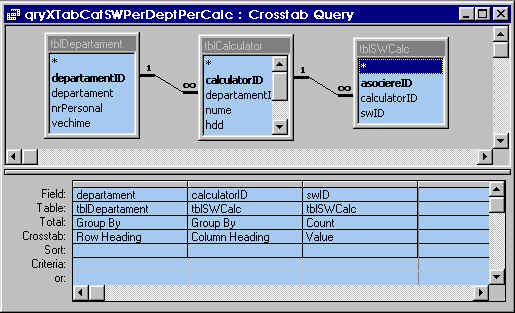 qryXTabCatSWPerDeptPerCalc : Crosstab Query
tblDepartament
*
departamentID
departament
nrPersonal
vechime
1
∞
tblCalculator
*
calculatorID
departamentI
nume
hdd
1
∞
tblSWCalc
*
asociereID
calculatorID
swID
Field: departament calculatorID swID
Table: tblDepartament tblSWCalc tblSWCalc
Total: Group By Group By Count
Crosstab: Row Heading Column Heading Value
Sort:
Criteria:
or: